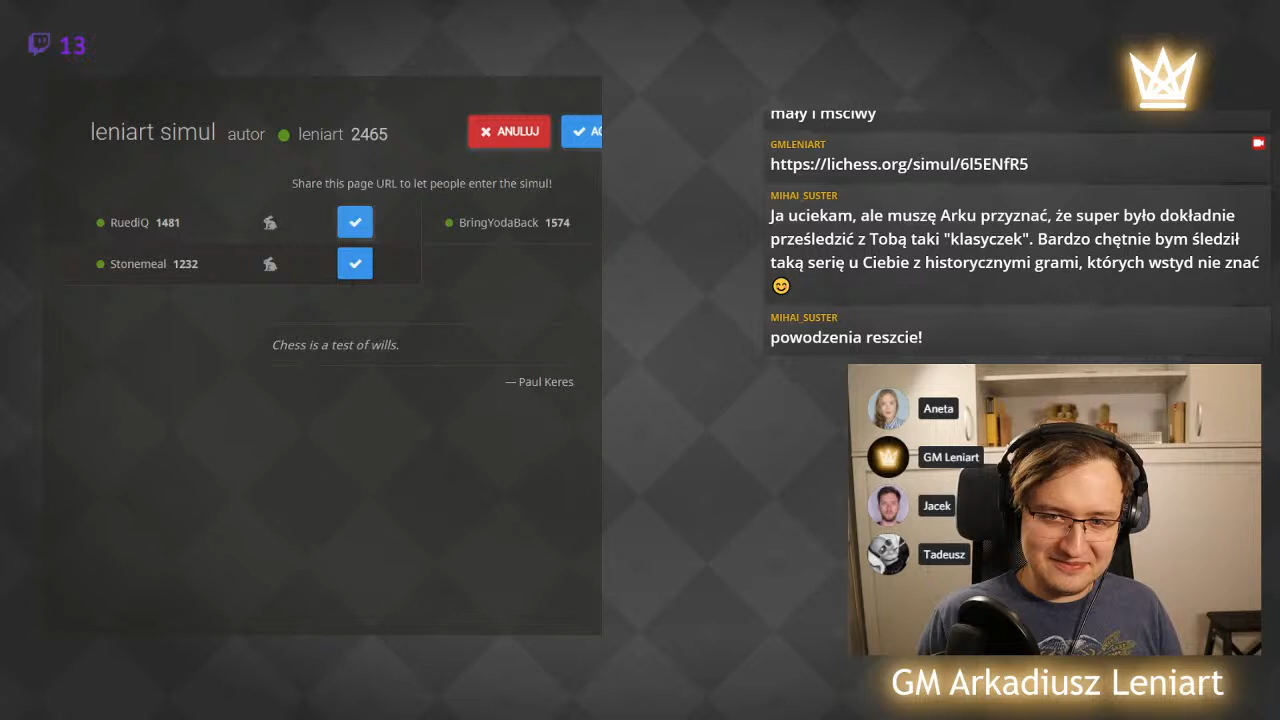 13
leniart simul autor leniart 2465
ANULUJ
Share this page URL to let people enter the simul!
RuediQ 1481
BringYodaBack 1574
Stonemeal 1232
Chess is a test of wills.
— Paul Keres
mały i mściwy
GMLENIART
https://lichess.org/simul/6l5ENfR5
MIHAI_SUSTER
Ja uciekam, ale muszę Arku przyznać, że super było dokładnie
prześledzić z Tobą taki "klasyczek". Bardzo chętnie bym śledził
taką serię u Ciebie z historycznymi grami, których wstyd nie znać
MIHAI_SUSTER
powodzenia reszcie!
Aneta
GM Leniart
Jacek
Tadeusz
GM Arkadiusz Leniart